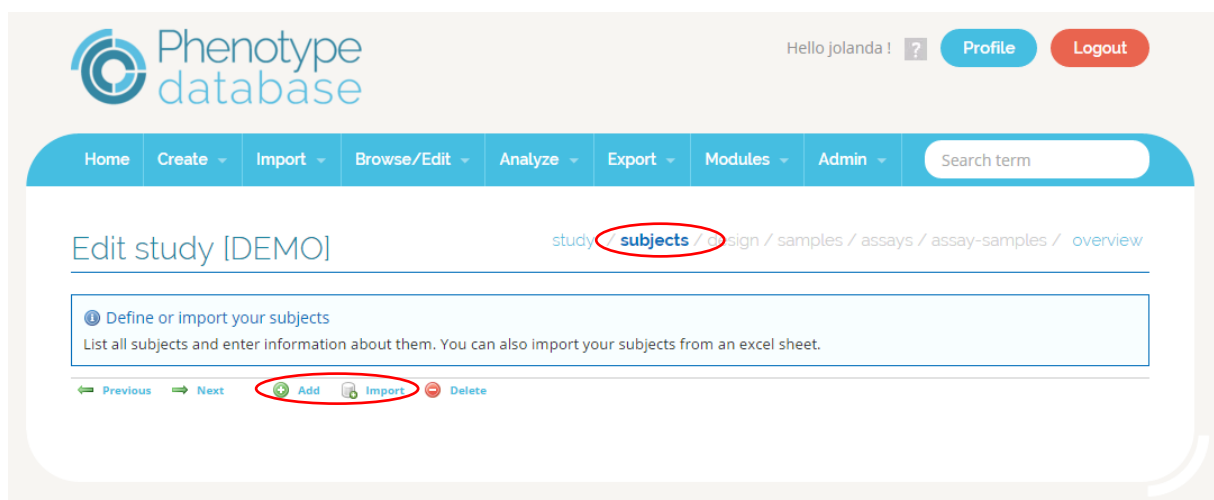 Phenotype
database
Hello jolanda ! ? Profile Logout
Home Create Import Browse/Edit Analyze Export Modules Admin Search term
Edit study [DEMO]
study / subjects / design / samples / assays / assay-samples / overview
Define or import your subjects
List all subjects and enter information about them. You can also import your subjects from an excel sheet.
Previous Next Add Import Delete